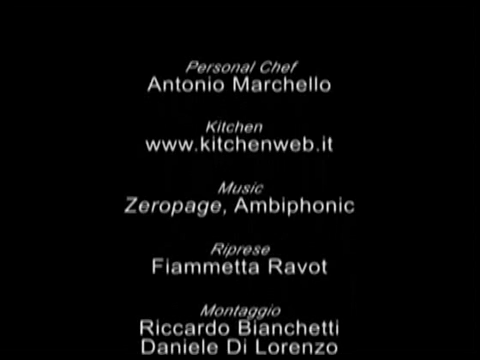 Personal Chef
Antonio Marchello
Kitchen
www.kitchenweb.it
Music
Zeropage, Ambiphonic
Riprese
Fiammetta Ravot
Montaggio
Riccardo Bianchetti
Daniele Di Lorenzo